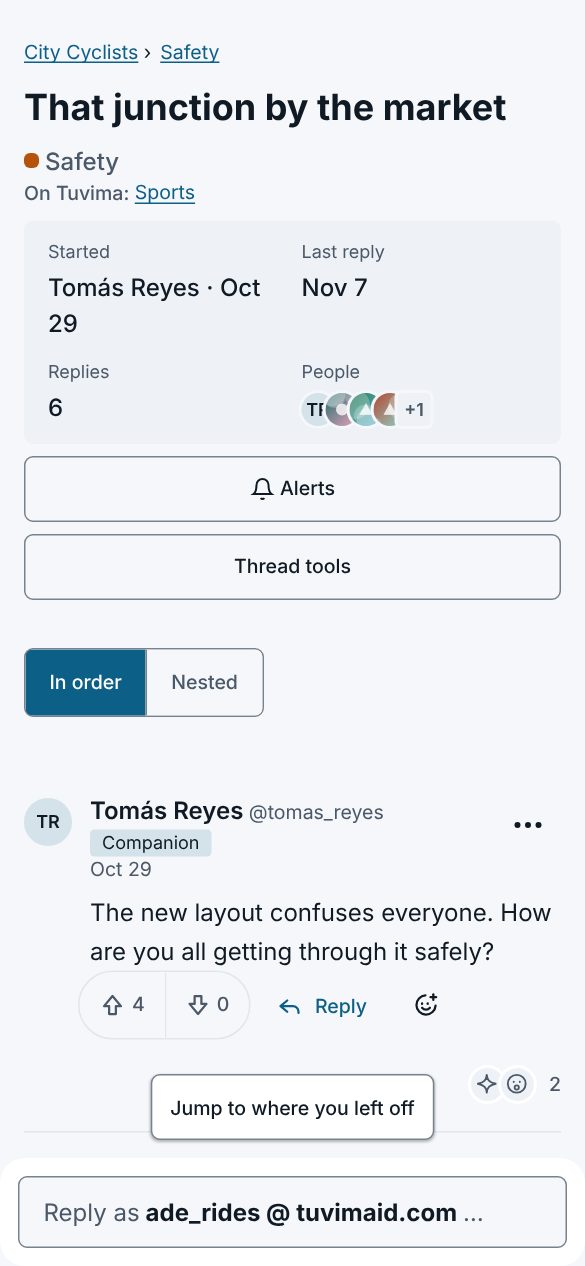 City Cyclists › Safety
That junction by the market
Safety
On Tuvima: Sports
Started
Tomás Reyes · Oct
29
Last reply
Nov 7
Replies
6
People
+1
Alerts
Thread tools
In order
Nested
TR
Tomás Reyes @tomas_reyes
Companion
Oct 29
The new layout confuses everyone. How
are you all getting through it safely?
4
0
Reply
2
Jump to where you left off
Reply as ade_rides @ tuvimaid.com ...